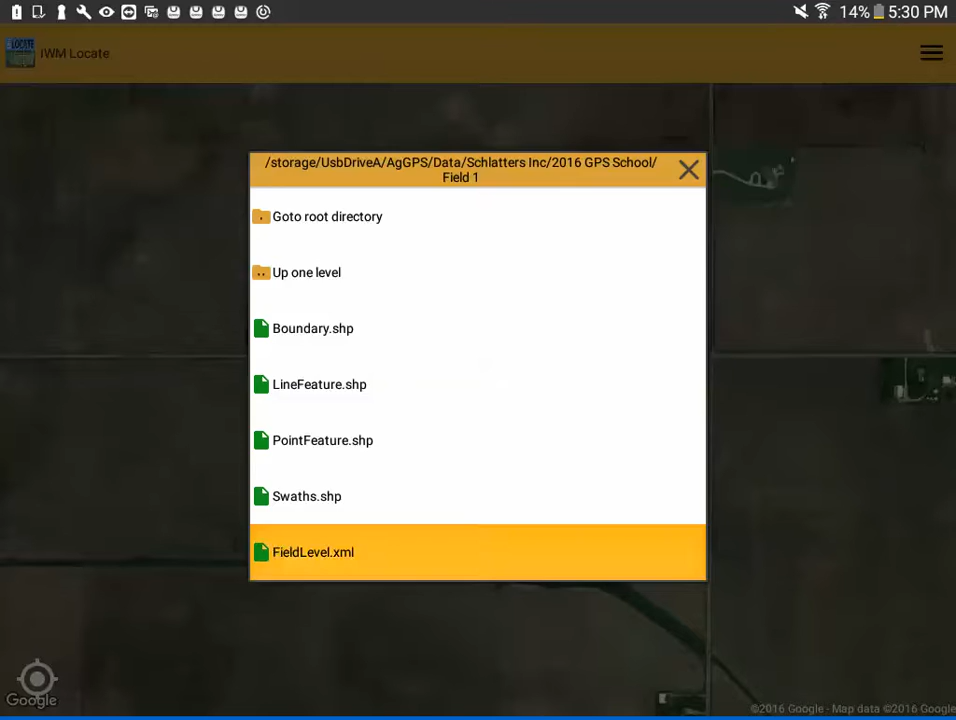 14% 5:30 PM
LOCATE
IWM Locate
/storage/UsbDriveA/AgGPS/Data/Schlatters Inc/2016 GPS School/
Field 1
Goto root directory
Up one level
Boundary.shp
LineFeature.shp
PointFeature.shp
Swaths.shp
FieldLevel.xml
Google
©2016 Google - Map data ©2016 Google